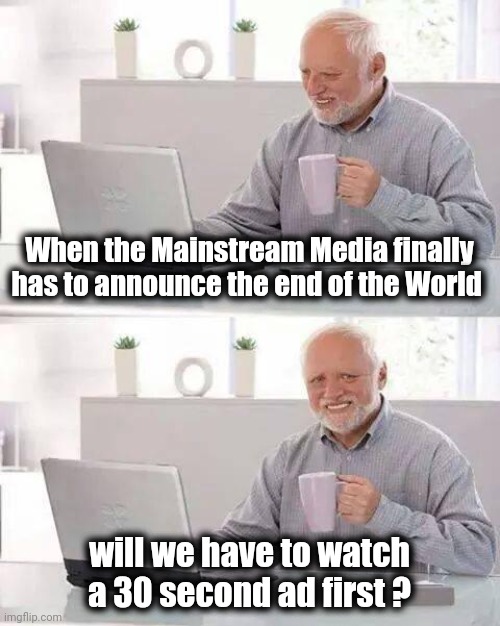 When the Mainstream Media finally
has to announce the end of the World
will we have to watch
a 30 second ad first ?
imgflip.com